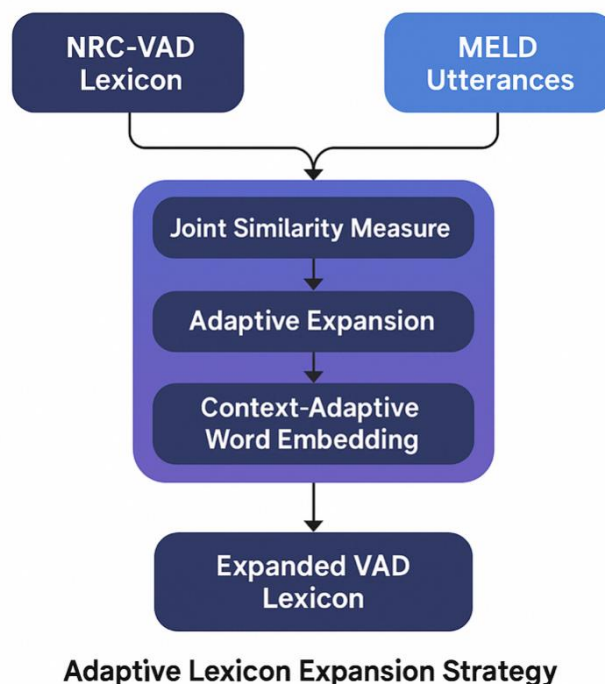 NRC-VAD
Lexicon
MELD
Utterances
Joint Similarity Measure
Adaptive Expansion
Context-Adaptive
Word Embedding
Expanded VAD
Lexicon
Adaptive Lexicon Expansion Strategy